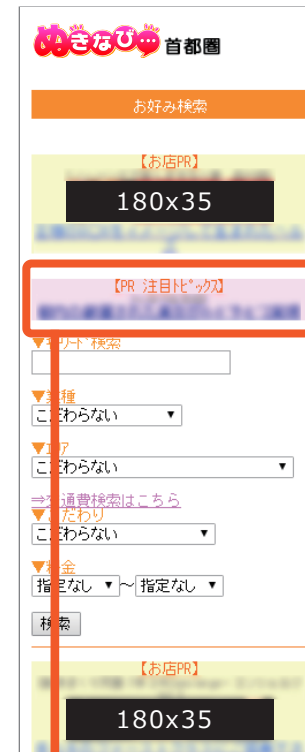 ぬきなび… 首都圏
お好み検索
【お店PR】
180x35
【PR 注目ﾄﾋﾟｯｸｽ】
▼ｷｰﾜｰﾄﾞ検索
▼業種
こだわらない ▼
▼ｴﾘｱ
こだわらない ▼
⇒交通費検索はこちら
▼こだわり
こだわらない ▼
▼料金
指定なし ▼ ～ 指定なし ▼
検索
【お店PR】
180x35